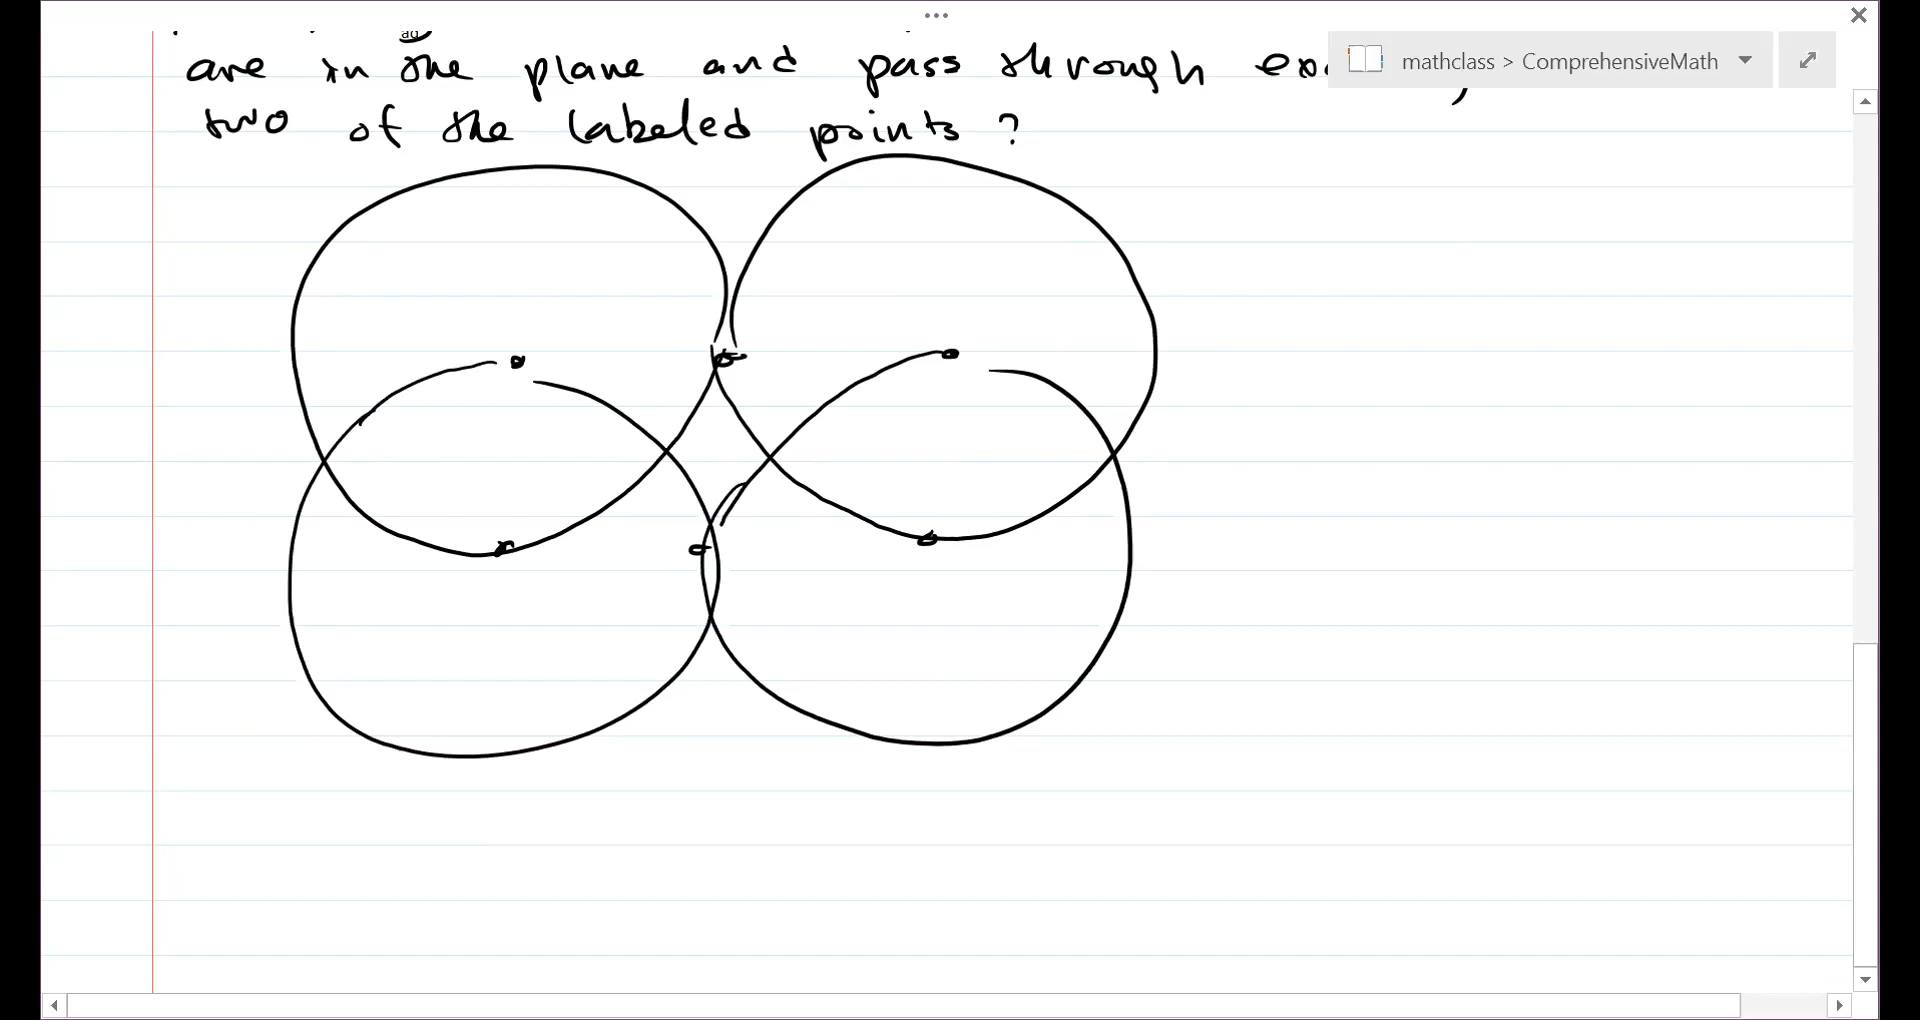 mathclass > ComprehensiveMath
are in the plane and pass through
two of the labeled points ?